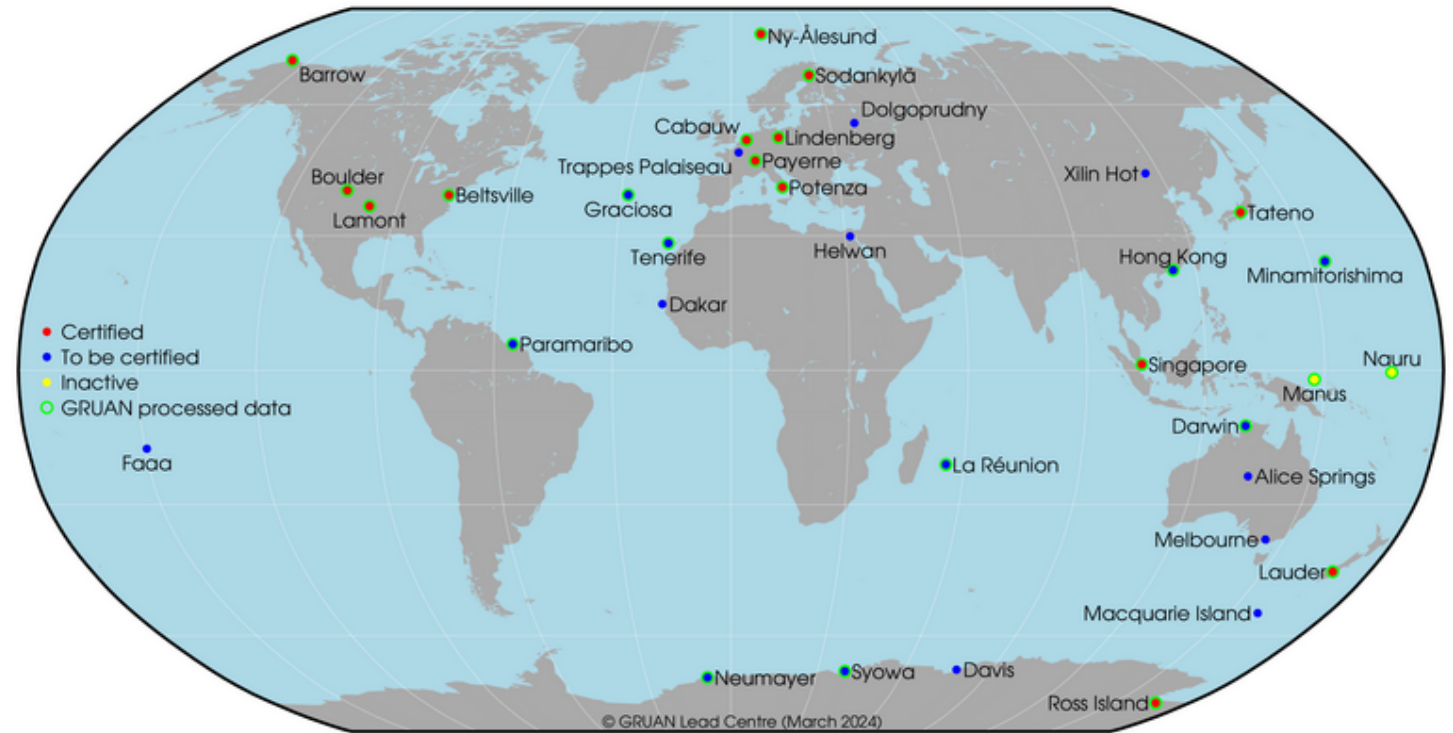 Ny-Ålesund
Barrow
Sodankylä
Dolgoprudny
Cabauw
Lindenberg
Trappes Palaiseau
Payerne
Xilin Hot
Boulder
Potenza
Beltsville
Graciosa
Lamont
Tateno
Tenerife
Helwan
Hong Kong
Minamitorishima
Dakar
Certified
To be certified
Inactive
GRUAN processed data
Paramaribo
Singapore
Nauru
Manus
Darwin
Faaa
La Réunion
Alice Springs
Melbourne
Lauder
Macquarie Island
Neumayer
Syowa
Davis
Ross Island
© GRUAN Lead Centre (March 2024)